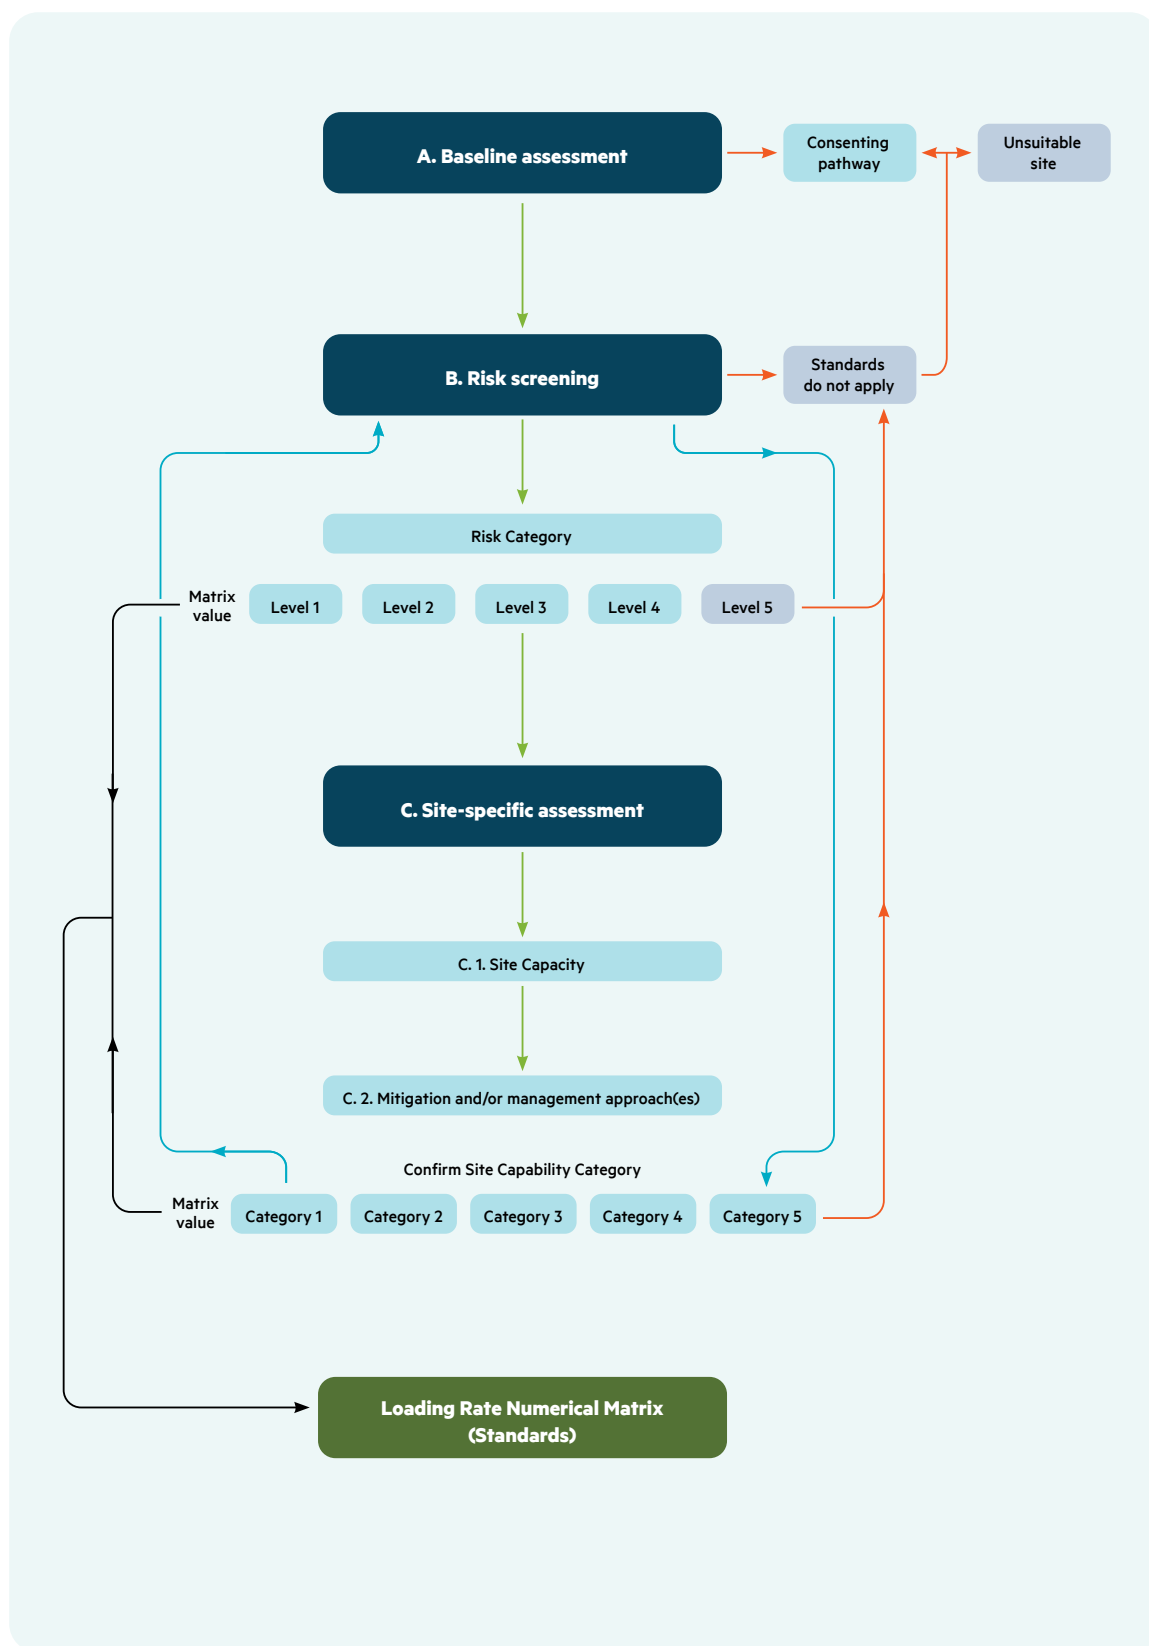 A. Baseline assessment
Consenting
pathway
Unsuitable
site
B. Risk screening
Standards
do not apply
Risk Category
Matrix
value
Level 1
Level 2
Level 3
Level 4
Level 5
C. Site-specific assessment
C. 1. Site Capacity
C. 2. Mitigation and/or management approach(es)
Confirm Site Capability Category
Matrix
value
Category 1
Category 2
Category 3
Category 4
Category 5
Loading Rate Numerical Matrix
(Standards)